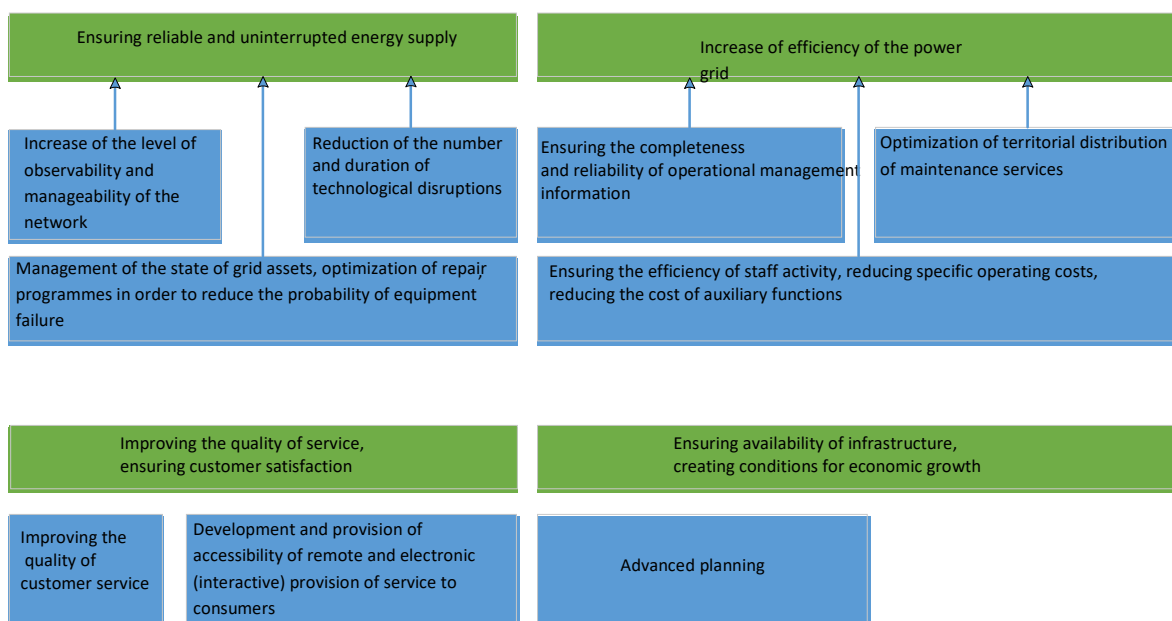 Ensuring reliable and uninterrupted energy supply
Increase of efficiency of the power
grid
Increase of the level of
observability and
manageability of the
network
Reduction of the number
and duration of
technological disruptions
Ensuring the completeness
and reliability of operational management
information
Optimization of territorial distribution
of maintenance services
Management of the state of grid assets, optimization of repair
programmes in order to reduce the probability of equipment
failure
Ensuring the efficiency of staff activity, reducing specific operating costs,
reducing the cost of auxiliary functions
Improving the quality of service,
ensuring customer satisfaction
Ensuring availability of infrastructure,
creating conditions for economic growth
Improving the
quality of
customer service
Development and provision of
accessibility of remote and electronic
(interactive) provision of service to
consumers
Advanced planning